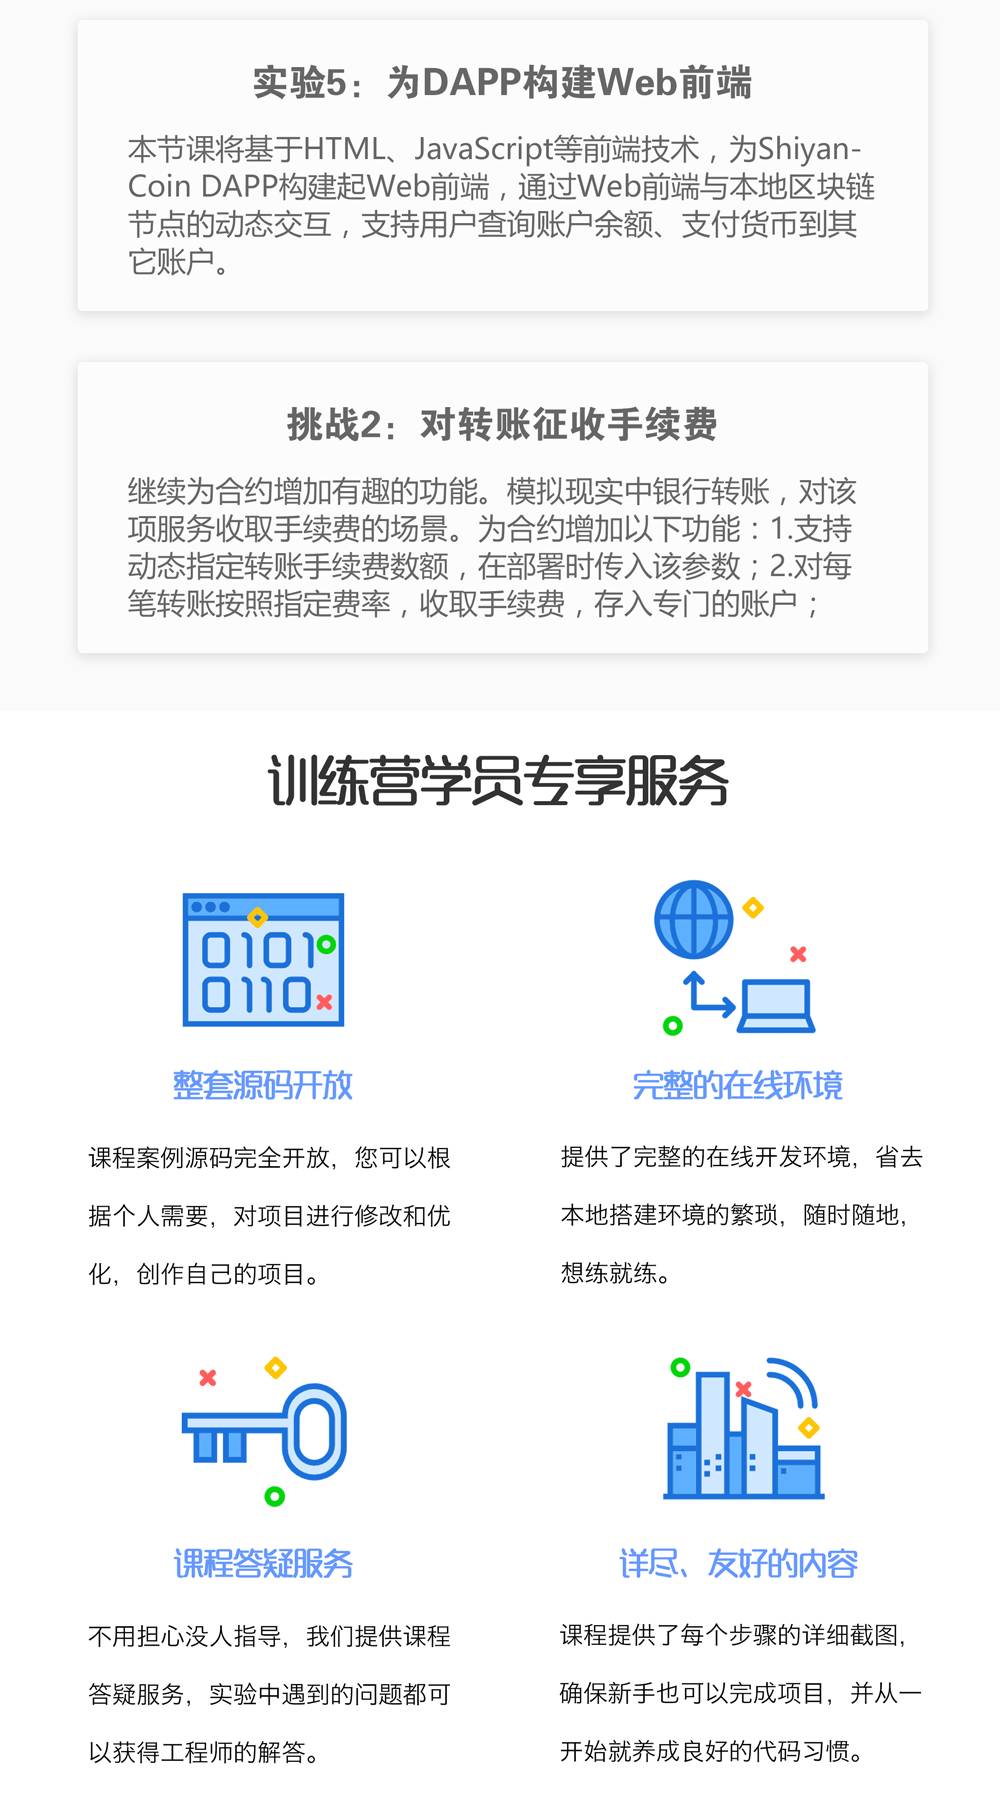 实验5：为DAPP构建Web前端
本节课将基于HTML、JavaScript等前端技术，为Shiyan-
Coin DAPP构建起Web前端，通过Web前端与本地区块链
节点的动态交互，支持用户查询账户余额、支付货币到其
它账户。
挑战2：对转账征收手续费
继续为合约增加有趣的功能。模拟现实中银行转账，对该
项服务收取手续费的场景。为合约增加以下功能：1.支持
动态指定转账手续费数额，在部署时传入该参数；2.对每
笔转账按照指定费率，收取手续费，存入专门的账户；
训练营学员专享服务
0101
0110
整套源码开放
课程案例源码完全开放，您可以根
据个人需要，对项目进行修改和优
化，创作自己的项目。
完整的在线环境
提供了完整的在线开发环境，省去
本地搭建环境的繁琐，随时随地，
想练就练。
课程答疑服务
不用担心没人指导，我们提供课程
答疑服务，实验中遇到的问题都可
以获得工程师的解答。
详尽、友好的内容
课程提供了每个步骤的详细截图，
确保新手也可以完成项目，并从一
开始就养成良好的代码习惯。